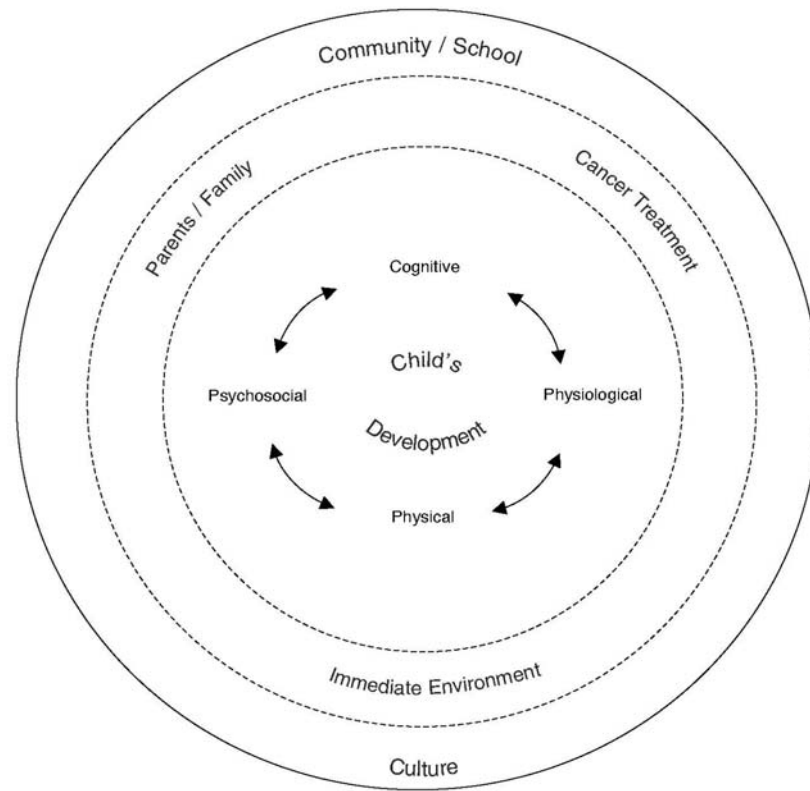 Community / School
Parents / Family
Cancer Treatment
Cognitive
Child's
Psychosocial
Physiological
Development
Physical
Immediate Environment
Culture